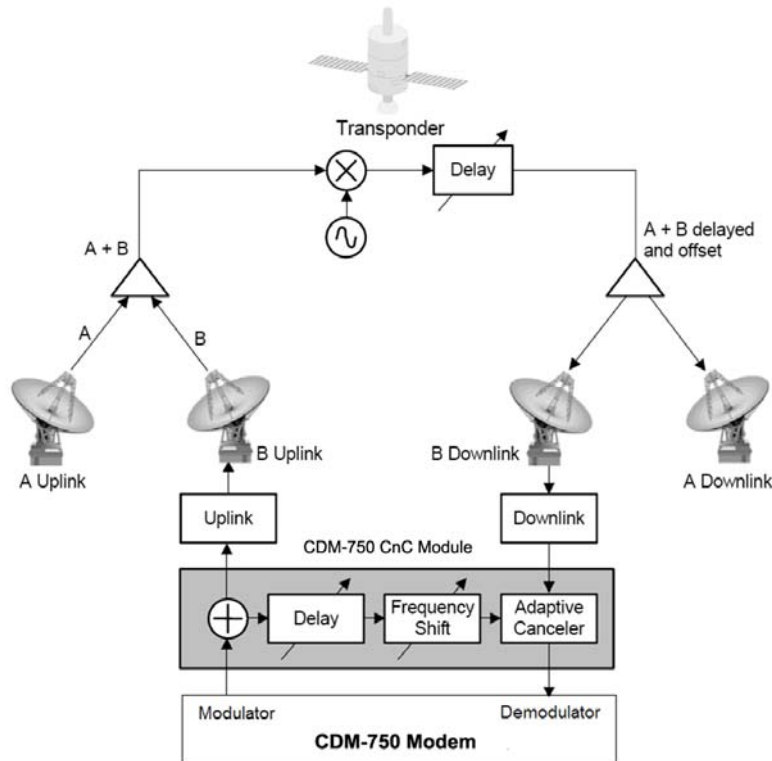 Transponder
Delay
A + B
A + B delayed
and offset
A
B
A Uplink
B Uplink
B Downlink
A Downlink
Uplink
Downlink
CDM-750 CnC Module
Delay
Frequency
Shift
Adaptive
Canceler
Modulator
Demodulator
CDM-750 Modem